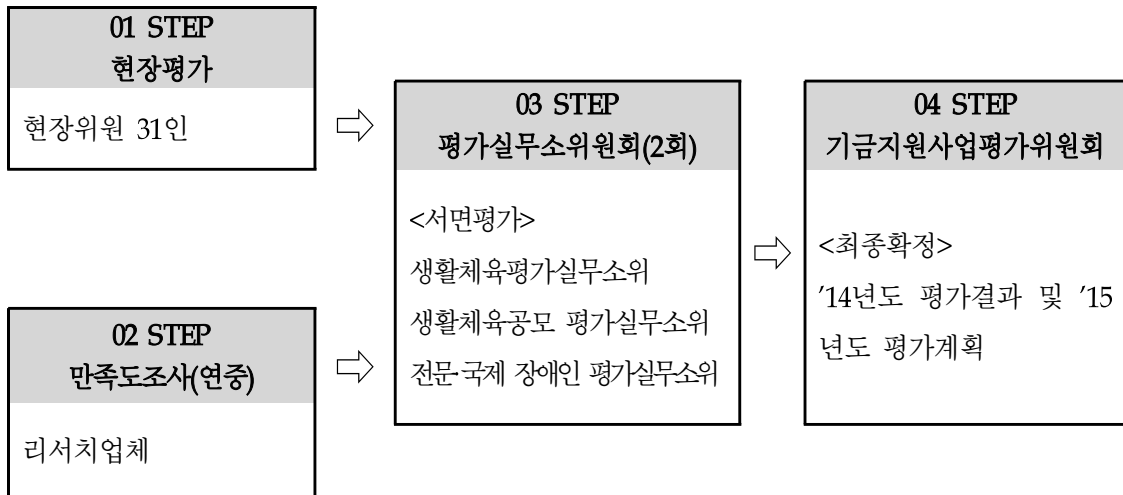 01 STEP
현장평가
현장위원 31인
02 STEP
만족도조사(연중)
리서치업체
03 STEP
평가실무소위원회(2회)
<서면평가>
생활체육평가실무소위
생활체육공모 평가실무소위
전문·국제 장애인 평가실무소위
04 STEP
기금지원사업평가위원회
<최종확정>
'14년도 평가결과 및 '15
년도 평가계획